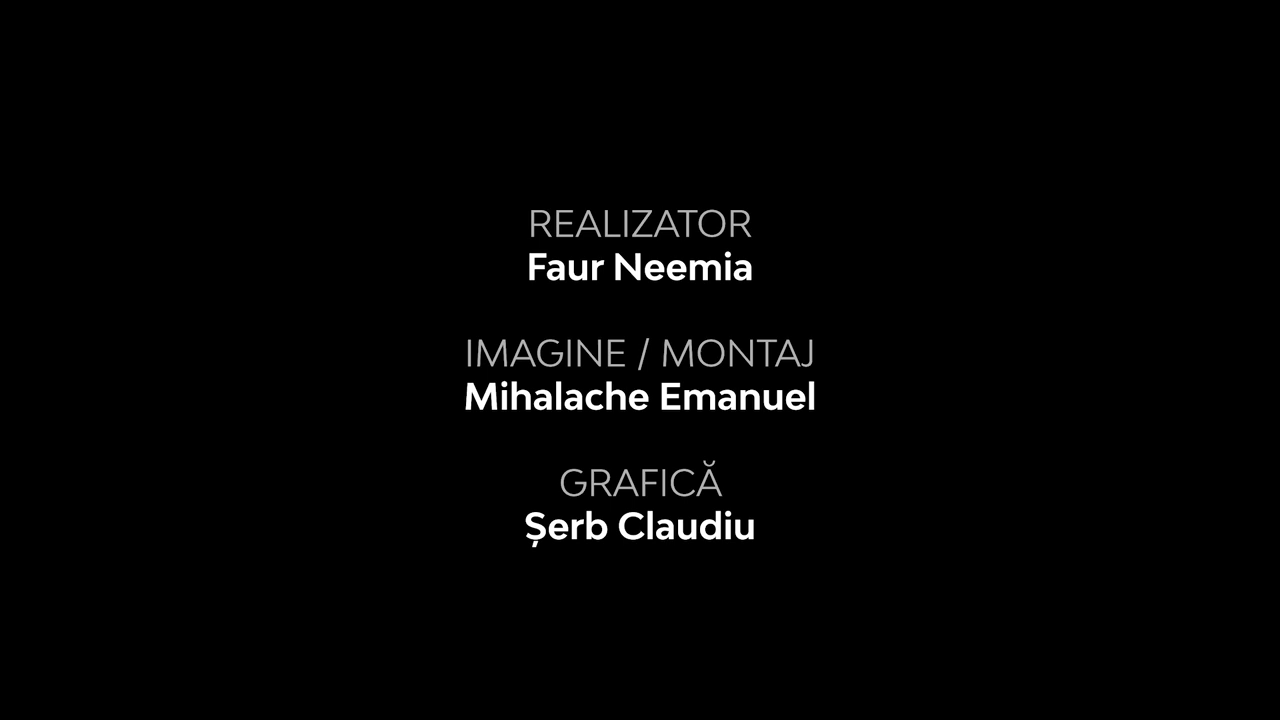 REALIZATOR
Faur Neemia
IMAGINE / MONTAJ
Mihalache Emanuel
GRAFICĂ
Șerb Claudiu